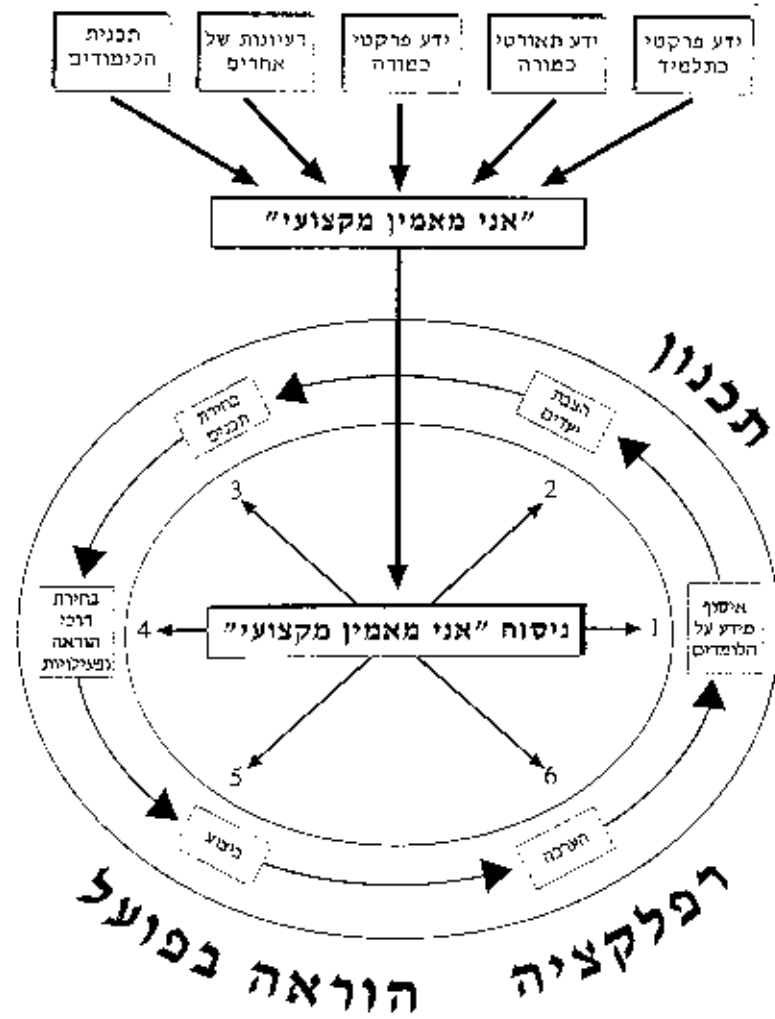 ידע פרקטי
כתלמיד
ידע תאורטי
כמורה
ידע פרקטי
כמורה
רעיונות של
אחרים
תכנית
הלימודים
"אני מאמין מקצועי"
תכנון
הצבת
יעדים
בחירת
תכנים
2
3
איסוף
מידע על
הלומדים
1
ניסוח "אני מאמין מקצועי"
4
בחירת
דרכי
הוראה
ופעילויות
6
5
הערכה
ביצוע
רפלקציה
הוראה בפועל